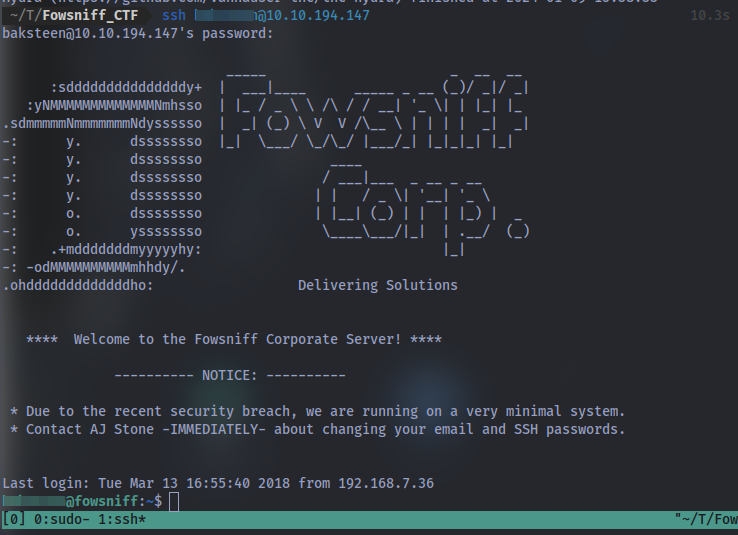 ~/T/Fowsniff_CTF ssh @10.10.194.147 10.3s
baksteen@10.10.194.147's password:
:sdddddddddddddddy+
:yNMMMMMMMMMMMMMNmhsso
.sdmmmmmNmmmmmmmNdyssssso
-: y. dssssssso
-: y. dssssssso
-: y. dssssssso
-: y. dssssssso
-: o. dssssssso
-: o. yssssssso
-: .+mdddddddmyyyyyhy:
-: -odMMMMMMMMMMmhhdy/.
.ohdddddddddddddho: Delivering Solutions
Fowsniff
Corp.
**** Welcome to the Fowsniff Corporate Server! ****
---------- NOTICE: ----------
* Due to the recent security breach, we are running on a very minimal system.
* Contact AJ Stone -IMMEDIATELY- about changing your email and SSH passwords.
Last login: Tue Mar 13 16:55:40 2018 from 192.168.7.36
@fowsniff:~$
[0] 0:sudo- 1:ssh* "~/T/Fow